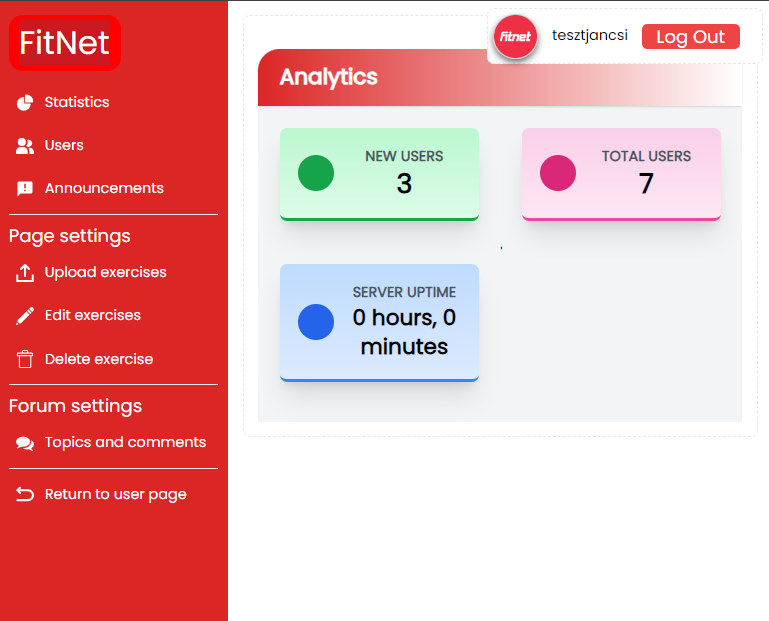 FitNet
Statistics
Users
Announcements
Page settings
Upload exercises
Edit exercises
Delete exercise
Forum settings
Topics and comments
Return to user page
Fitnet
tesztjancsi
Log Out
Analytics
NEW USERS
3
TOTAL USERS
7
,
SERVER UPTIME
0 hours, 0
minutes